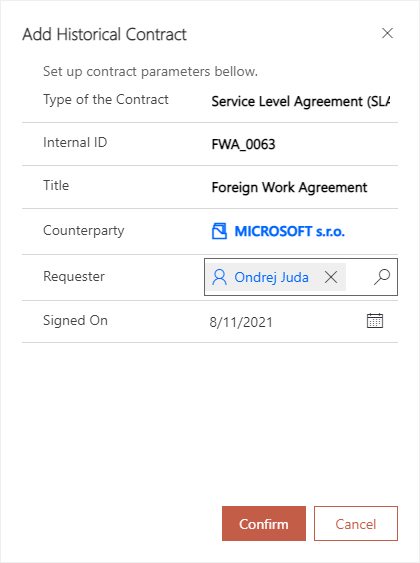 Add Historical Contract
Set up contract parameters bellow.
Type of the Contract Service Level Agreement (SLA
Internal ID FWA_0063
Title Foreign Work Agreement
Counterparty MICROSOFT s.r.o.
Requester Ondrej Juda
Signed On 8/11/2021
Confirm Cancel